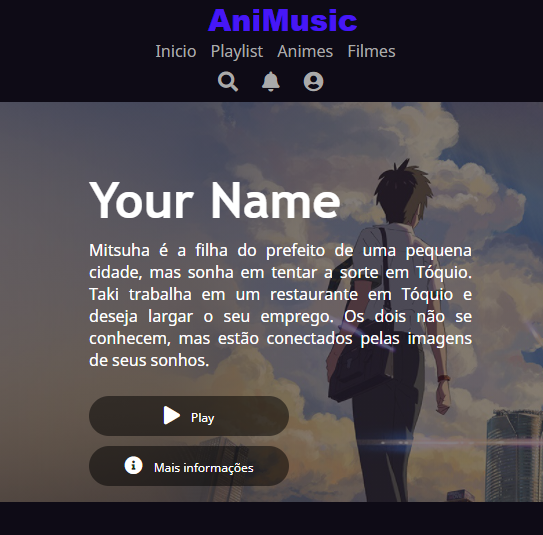 AniMusic
Inicio Playlist Animes Filmes
Your Name
Mitsuha é a filha do prefeito de uma pequena
cidade, mas sonha em tentar a sorte em Tóquio.
Taki trabalha em um restaurante em Tóquio e
deseja largar o seu emprego. Os dois não se
conhecem, mas estão conectados pelas imagens
de seus sonhos.
Play
Mais informações